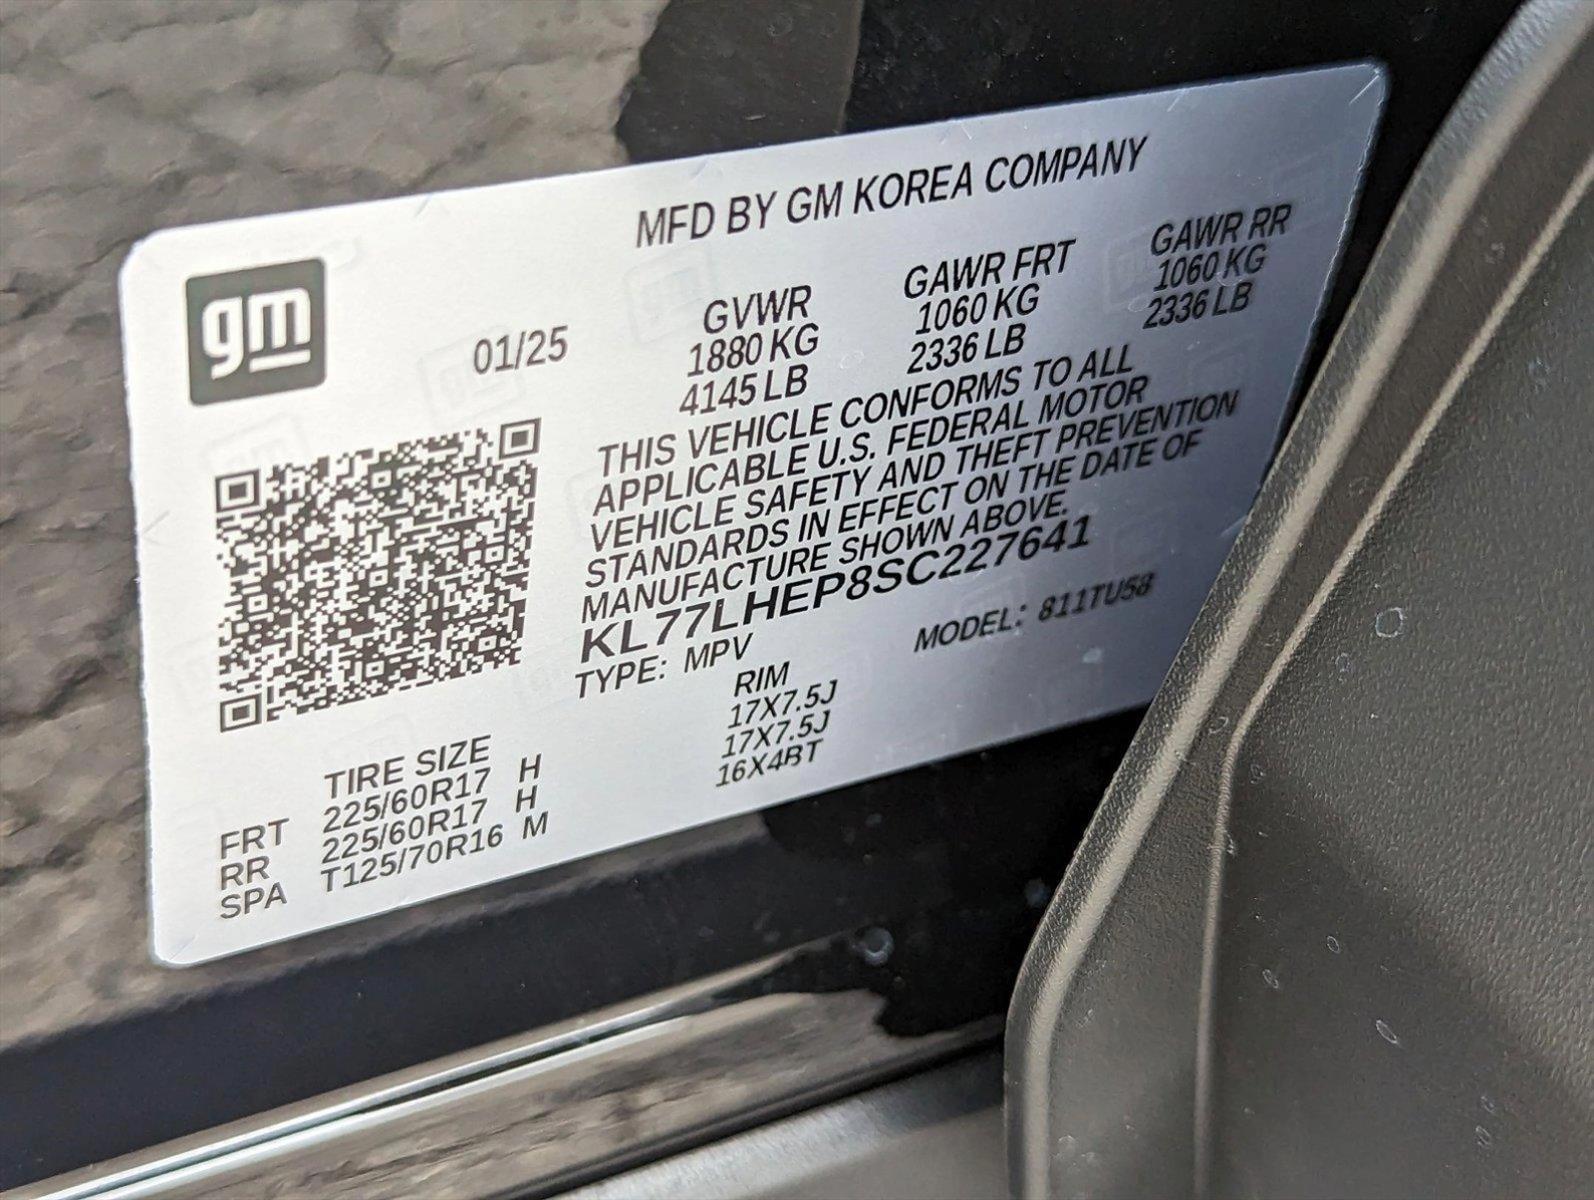 MFD BY GM KOREA COMPANY
gm
01/25
GVWR GAWR FRT GAWR RR
1880 KG 1060 KG 1060 KG
4145 LB 2336 LB 2336 LB
THIS VEHICLE CONFORMS TO ALL
APPLICABLE U.S. FEDERAL MOTOR
VEHICLE SAFETY AND THEFT PREVENTION
STANDARDS IN EFFECT ON THE DATE OF
MANUFACTURE SHOWN ABOVE.
KL77LHEP8SC227641
TYPE: MPV MODEL: 811TU58
TIRE SIZE RIM
FRT 225/60R17 H 17X7.5J
RR 225/60R17 H 17X7.5J
SPA T125/70R16 M 16X4BT